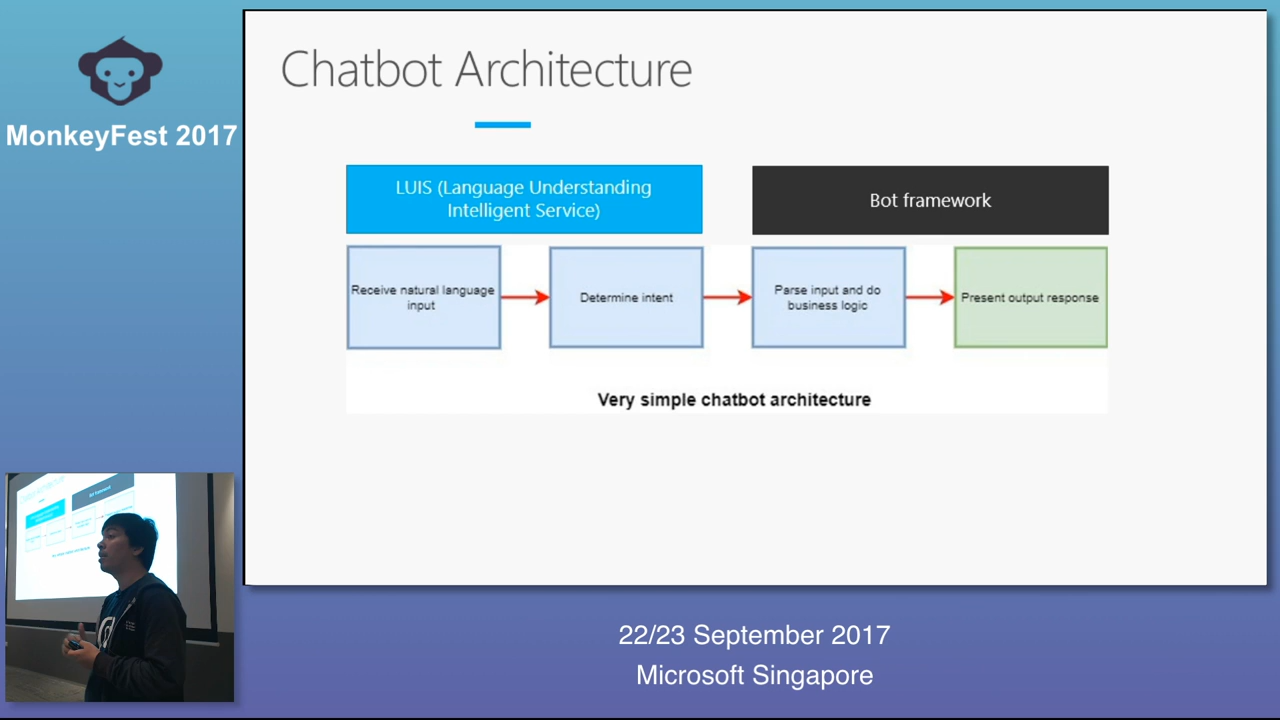 MonkeyFest 2017
Chatbot Architecture
LUIS (Language Understanding
Intelligent Service)
Bot framework
Receive natural language
input
Determine intent
Parse input and do
business logic
Present output response
Very simple chatbot architecture
22/23 September 2017
Microsoft Singapore